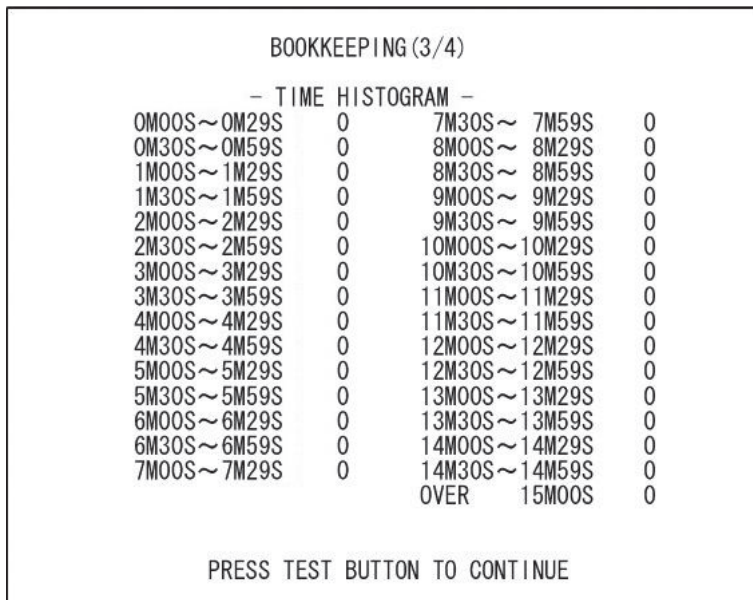 BOOKKEEPING(3/4)
- TIME HISTOGRAM -
0M00S~0M29S 0 7M30S~ 7M59S 0
0M30S~0M59S 0 8M00S~ 8M29S 0
1M00S~1M29S 0 8M30S~ 8M59S 0
1M30S~1M59S 0 9M00S~ 9M29S 0
2M00S~2M29S 0 9M30S~ 9M59S 0
2M30S~2M59S 0 10M00S~10M29S 0
3M00S~3M29S 0 10M30S~10M59S 0
3M30S~3M59S 0 11M00S~11M29S 0
4M00S~4M29S 0 11M30S~11M59S 0
4M30S~4M59S 0 12M00S~12M29S 0
5M00S~5M29S 0 12M30S~12M59S 0
5M30S~5M59S 0 13M00S~13M29S 0
6M00S~6M29S 0 13M30S~13M59S 0
6M30S~6M59S 0 14M00S~14M29S 0
7M00S~7M29S 0 14M30S~14M59S 0
OVER 15M00S 0
PRESS TEST BUTTON TO CONTINUE